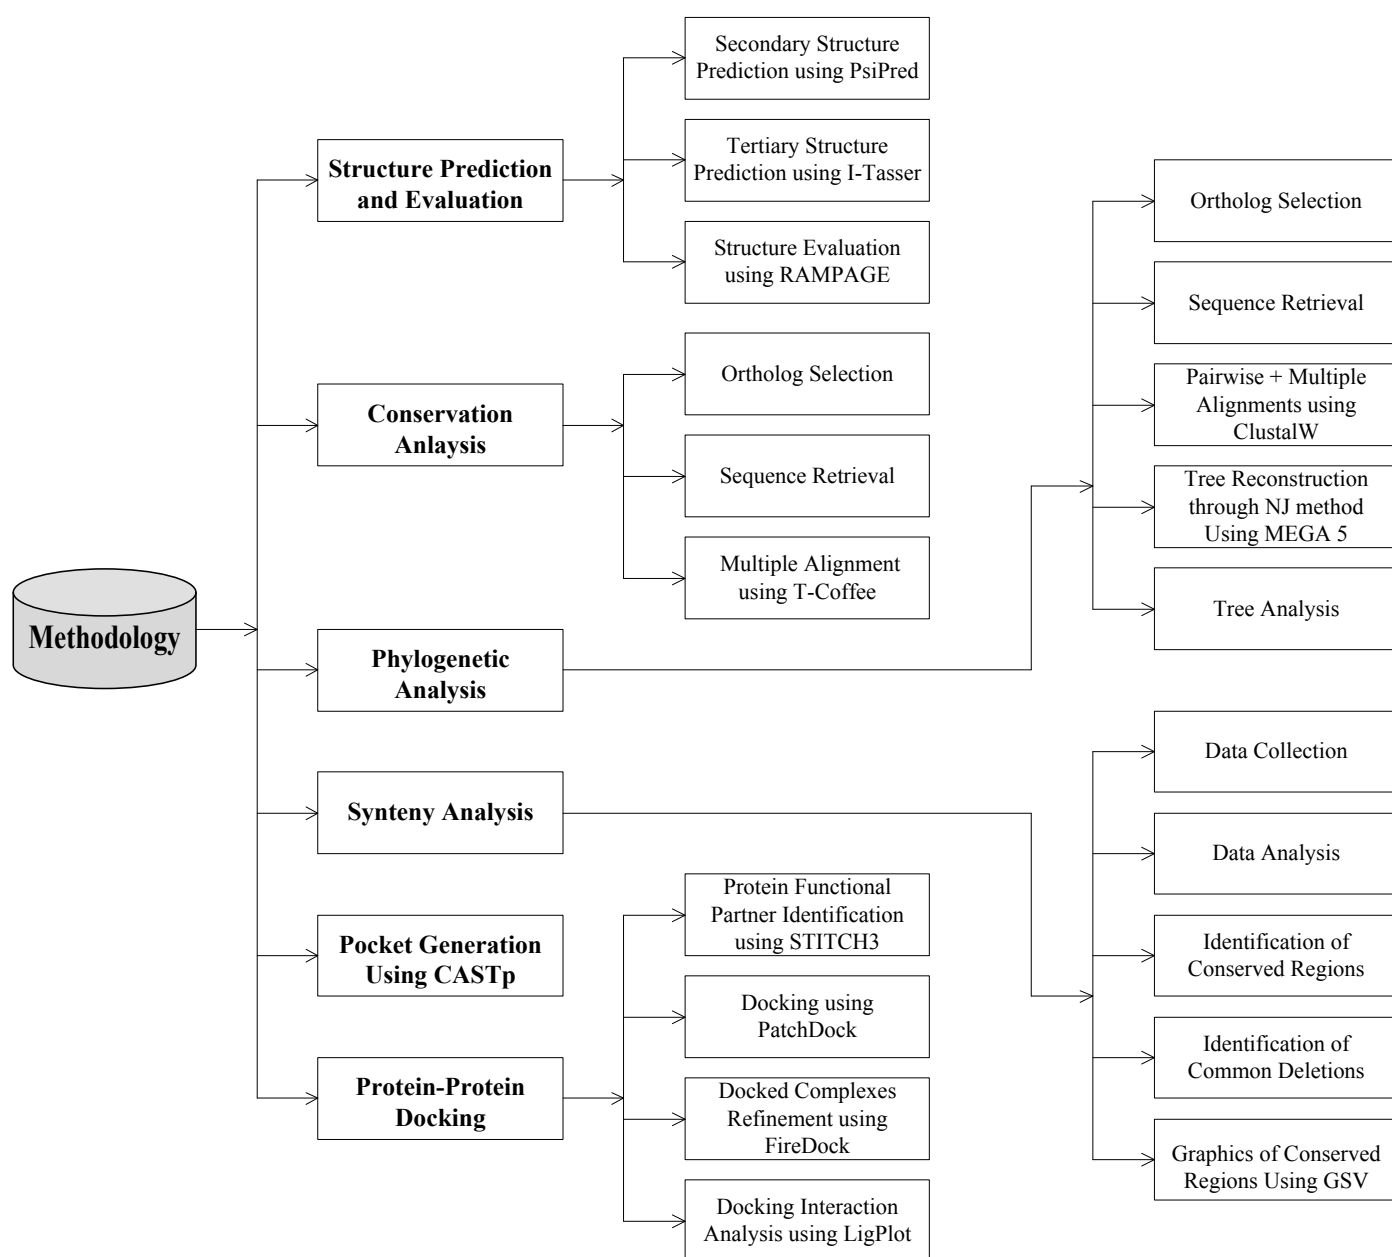 Methodology
Structure Prediction
and Evaluation
Secondary Structure
Prediction using PsiPred
Tertiary Structure
Prediction using I-Tasser
Structure Evaluation
using RAMPAGE
Conservation
Anlaysis
Ortholog Selection
Sequence Retrieval
Multiple Alignment
using T-Coffee
Phylogenetic
Analysis
Ortholog Selection
Sequence Retrieval
Pairwise + Multiple
Alignments using
ClustalW
Tree Reconstruction
through NJ method
Using MEGA 5
Tree Analysis
Synteny Analysis
Data Collection
Data Analysis
Identification of
Conserved Regions
Identification of
Common Deletions
Graphics of Conserved
Regions Using GSV
Pocket Generation
Using CASTp
Protein-Protein
Docking
Protein Functional
Partner Identification
using STITCH3
Docking using
PatchDock
Docked Complexes
Refinement using
FireDock
Docking Interaction
Analysis using LigPlot